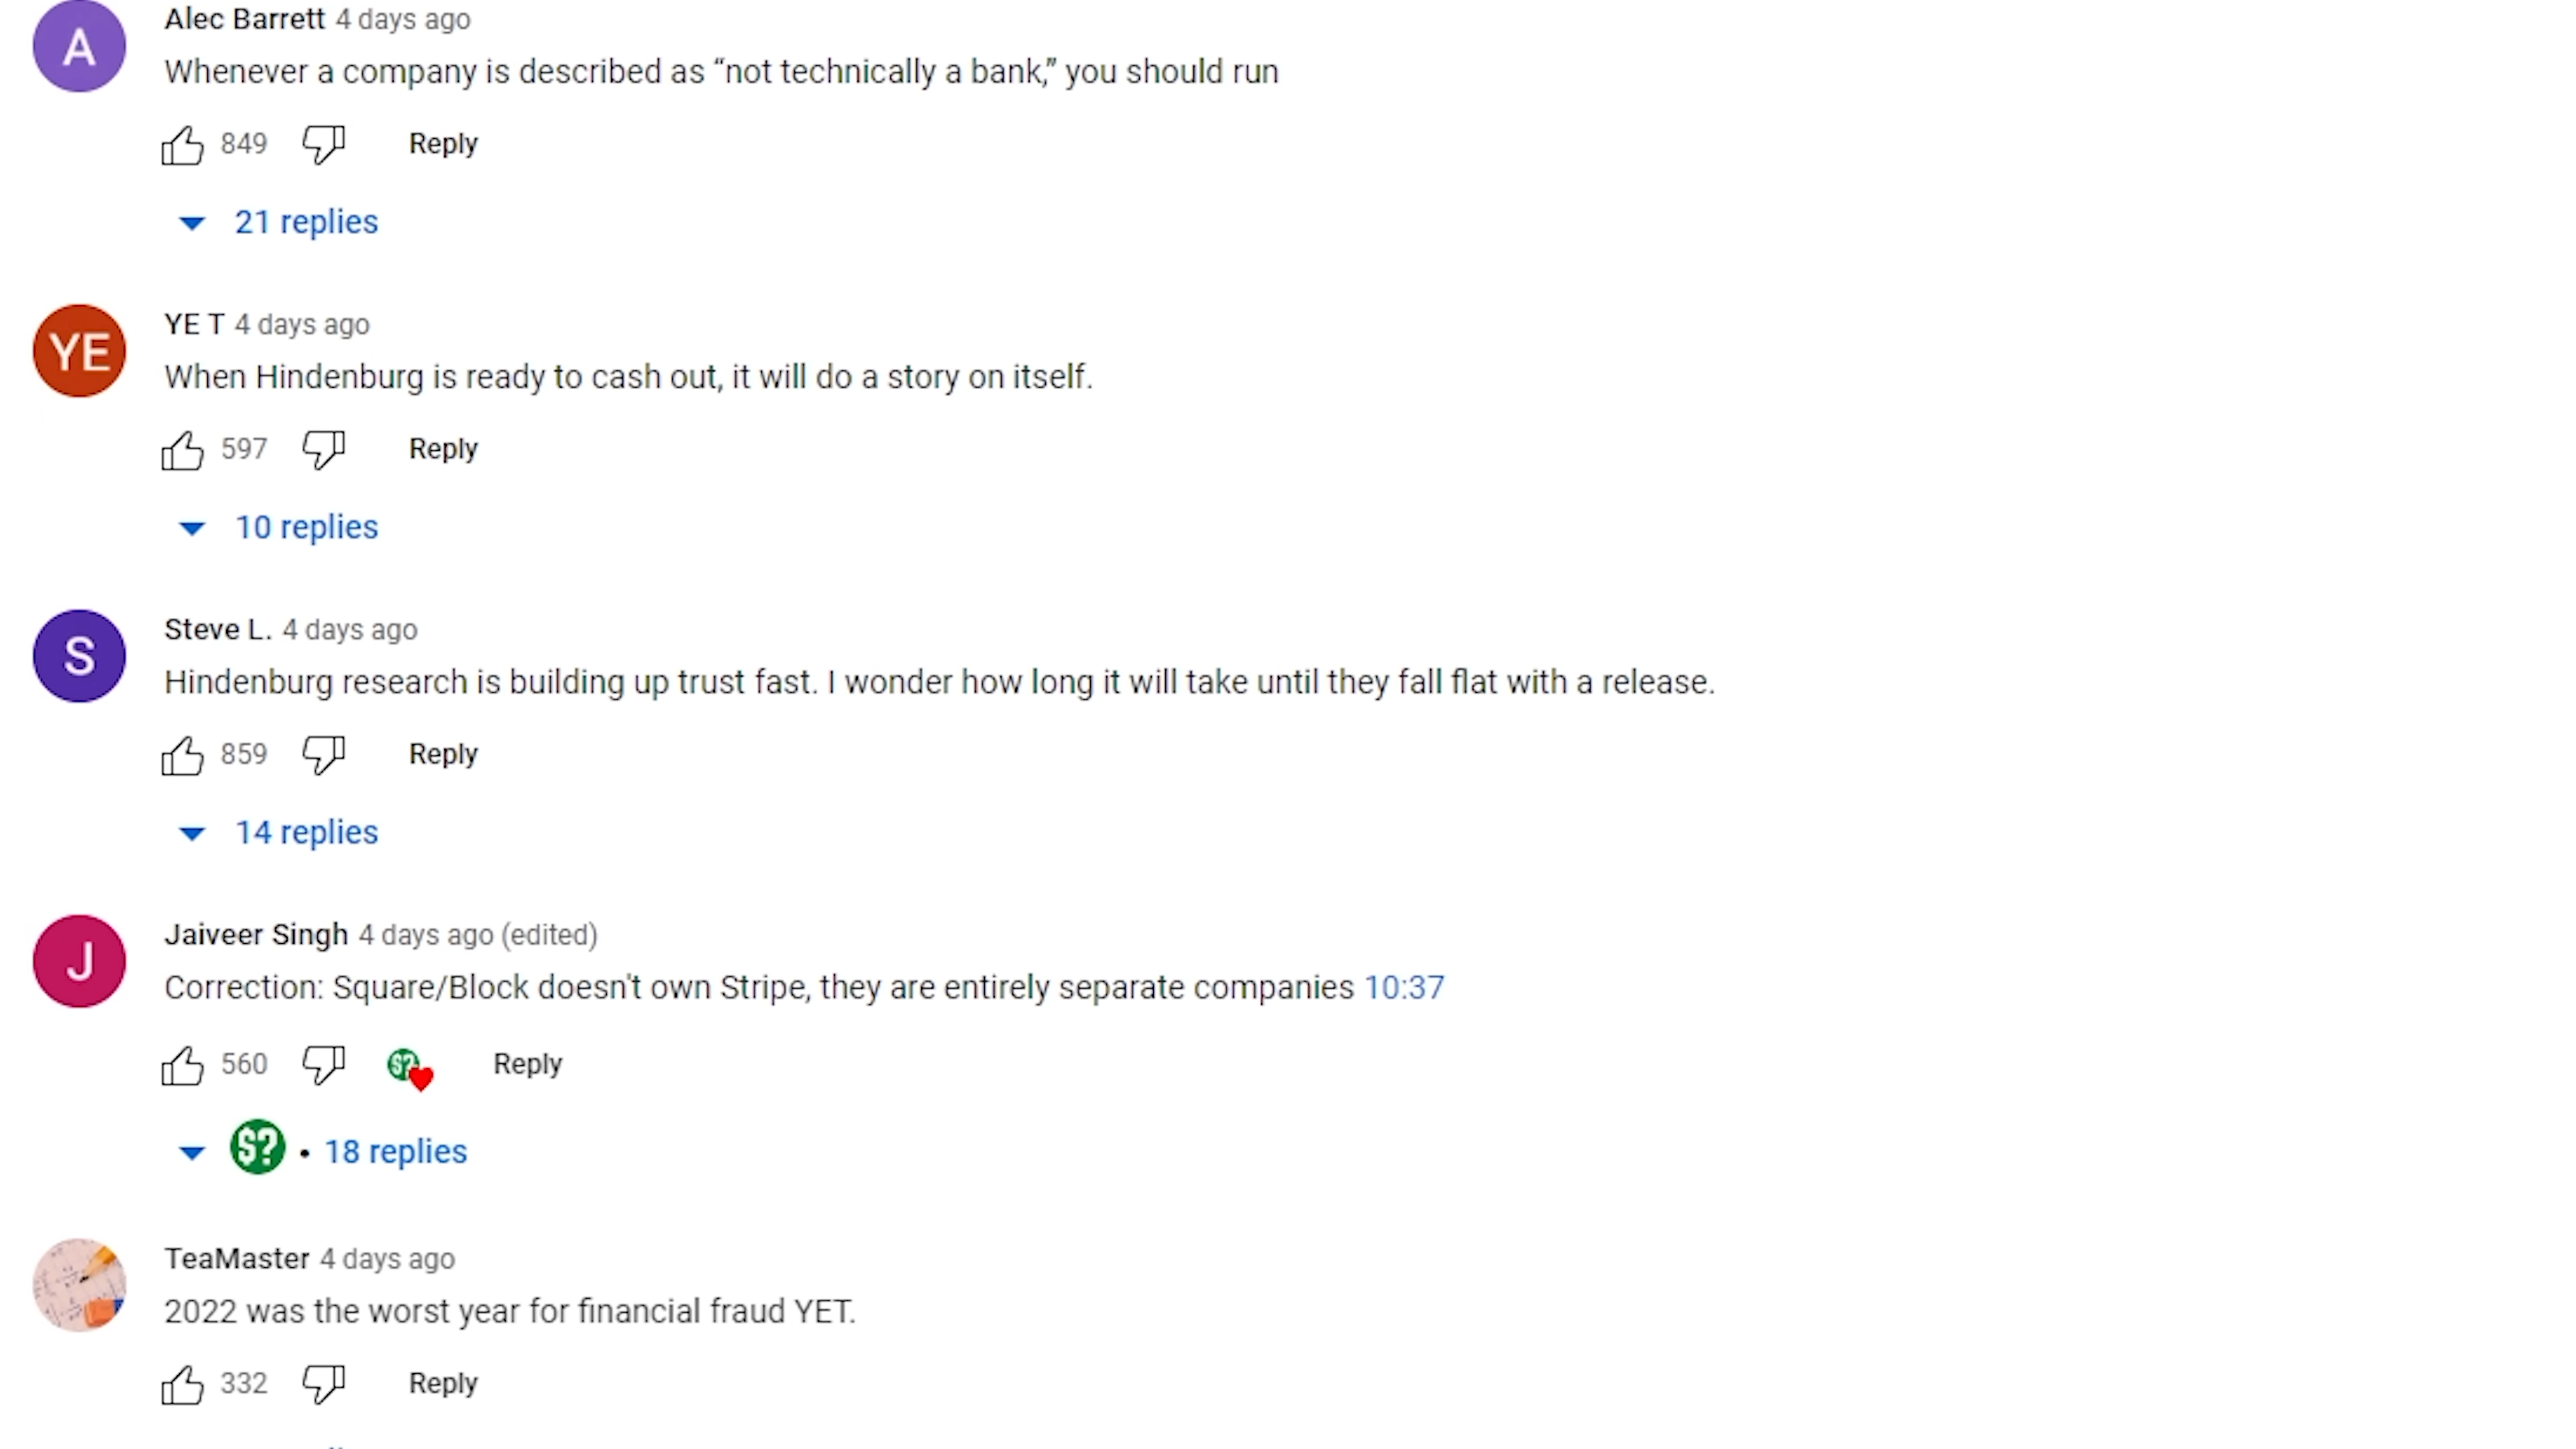 A
Alec Barrett 4 days ago
Whenever a company is described as “not technically a bank,” you should run
849 Reply
21 replies
YE
YE T 4 days ago
When Hindenburg is ready to cash out, it will do a story on itself.
597 Reply
10 replies
S
Steve L. 4 days ago
Hindenburg research is building up trust fast. I wonder how long it will take until they fall flat with a release.
859 Reply
14 replies
J
Jaiveer Singh 4 days ago (edited)
Correction: Square/Block doesn't own Stripe, they are entirely separate companies 10:37
560 $? Reply
$? • 18 replies
TeaMaster 4 days ago
2022 was the worst year for financial fraud YET.
332 Reply